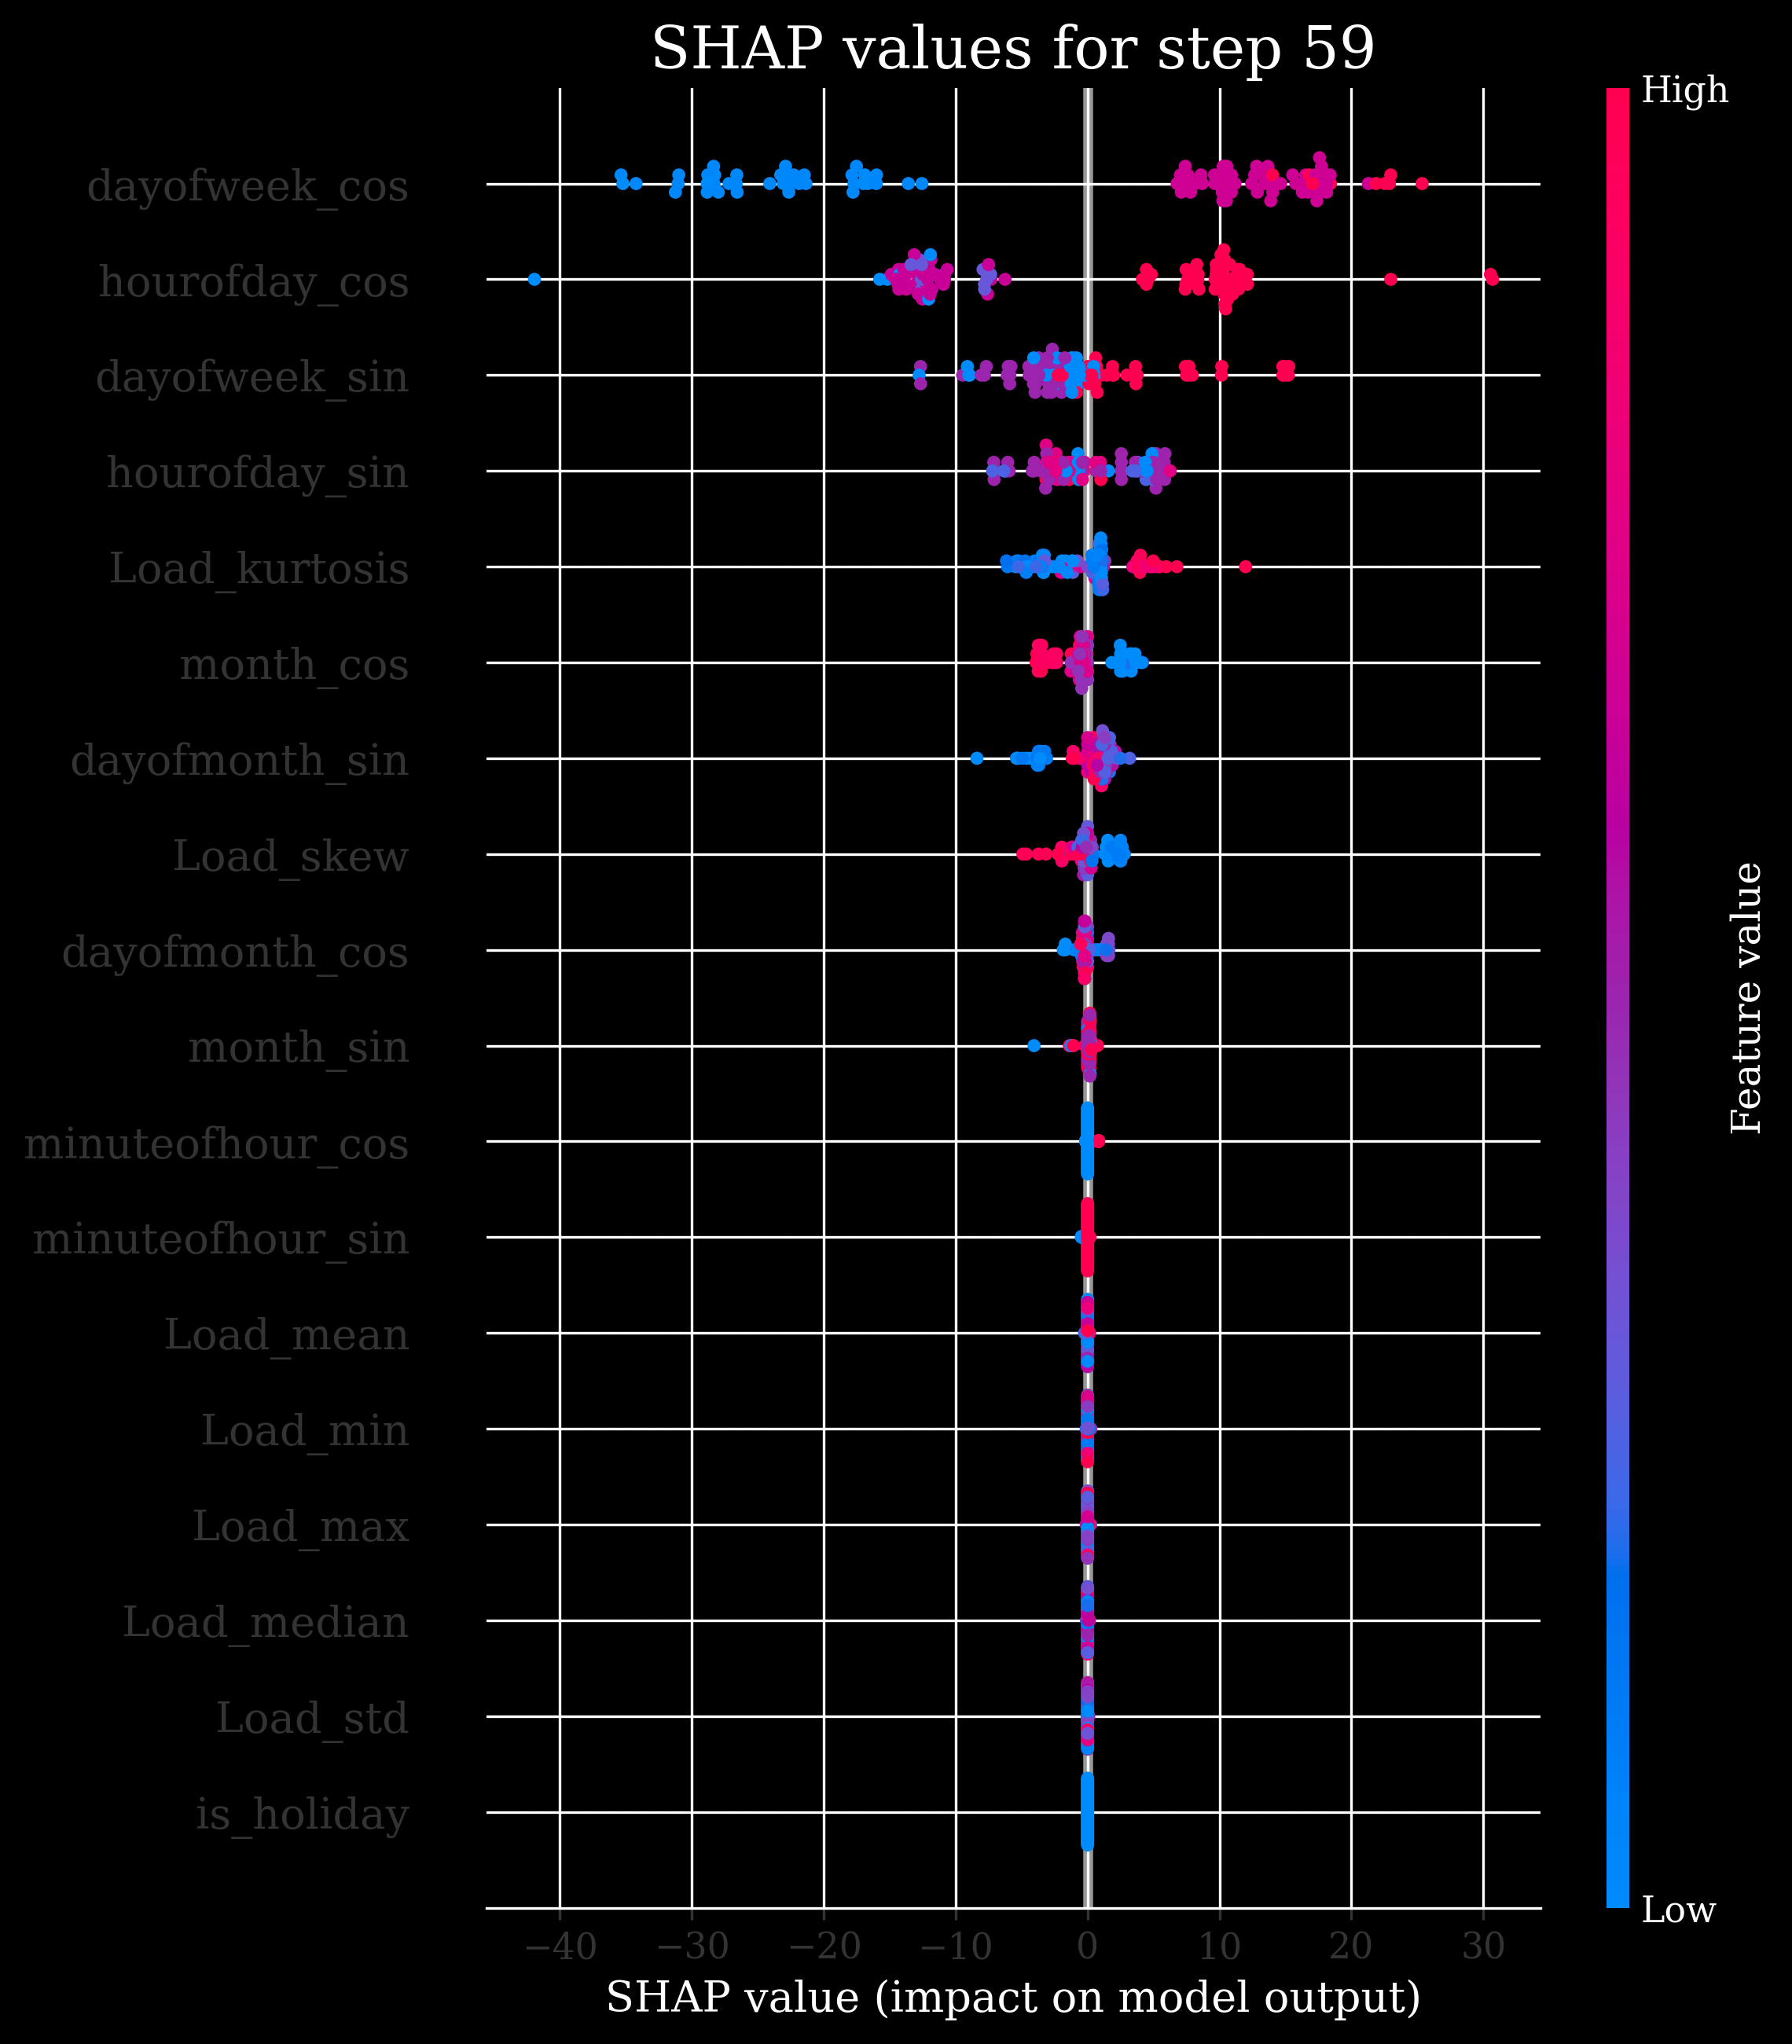 SHAP values for step 59
High
dayofweek_cos
hourofday_cos
dayofweek_sin
hourofday_sin
Load_kurtosis
month_cos
dayofmonth_sin
Load_skew
dayofmonth_cos
month_sin
minuteofhour_cos
minuteofhour_sin
Load_mean
Load_min
Load_max
Load_median
Load_std
is_holiday
Feature value
Low
−40 −30 −20 −10 0 10 20 30
SHAP value (impact on model output)